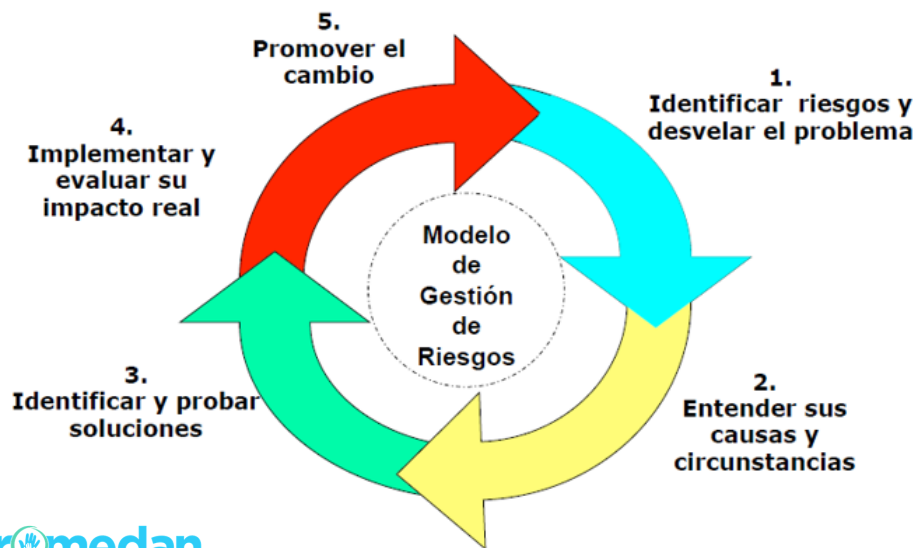 5.
Promover el
cambio
1.
Identificar riesgos y
desvelar el problema
4.
Implementar y
evaluar su
impacto real
Modelo
de
Gestión
de
Riesgos
3.
Identificar y probar
soluciones
2.
Entender sus
causas y
circunstancias